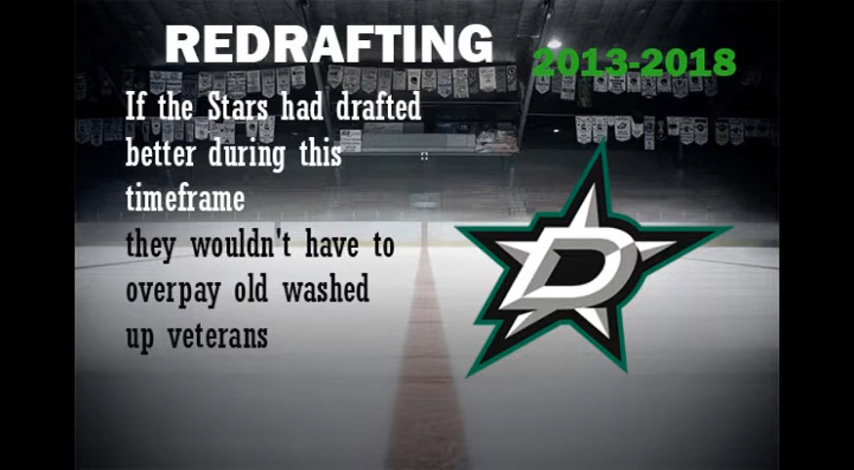 REDRAFTING
2013-2018
If the Stars had drafted
better during this
timeframe
they wouldn't have to
overpay old washed
up veterans
D